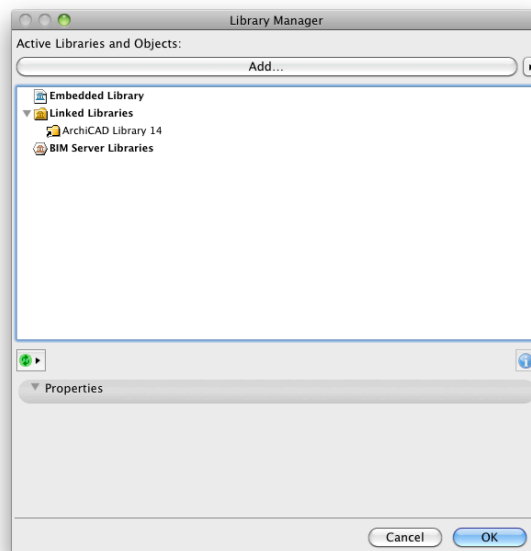 Library Manager
Active Libraries and Objects:
Add...
Embedded Library
Linked Libraries
ArchiCAD Library 14
BIM Server Libraries
Properties
Cancel
OK